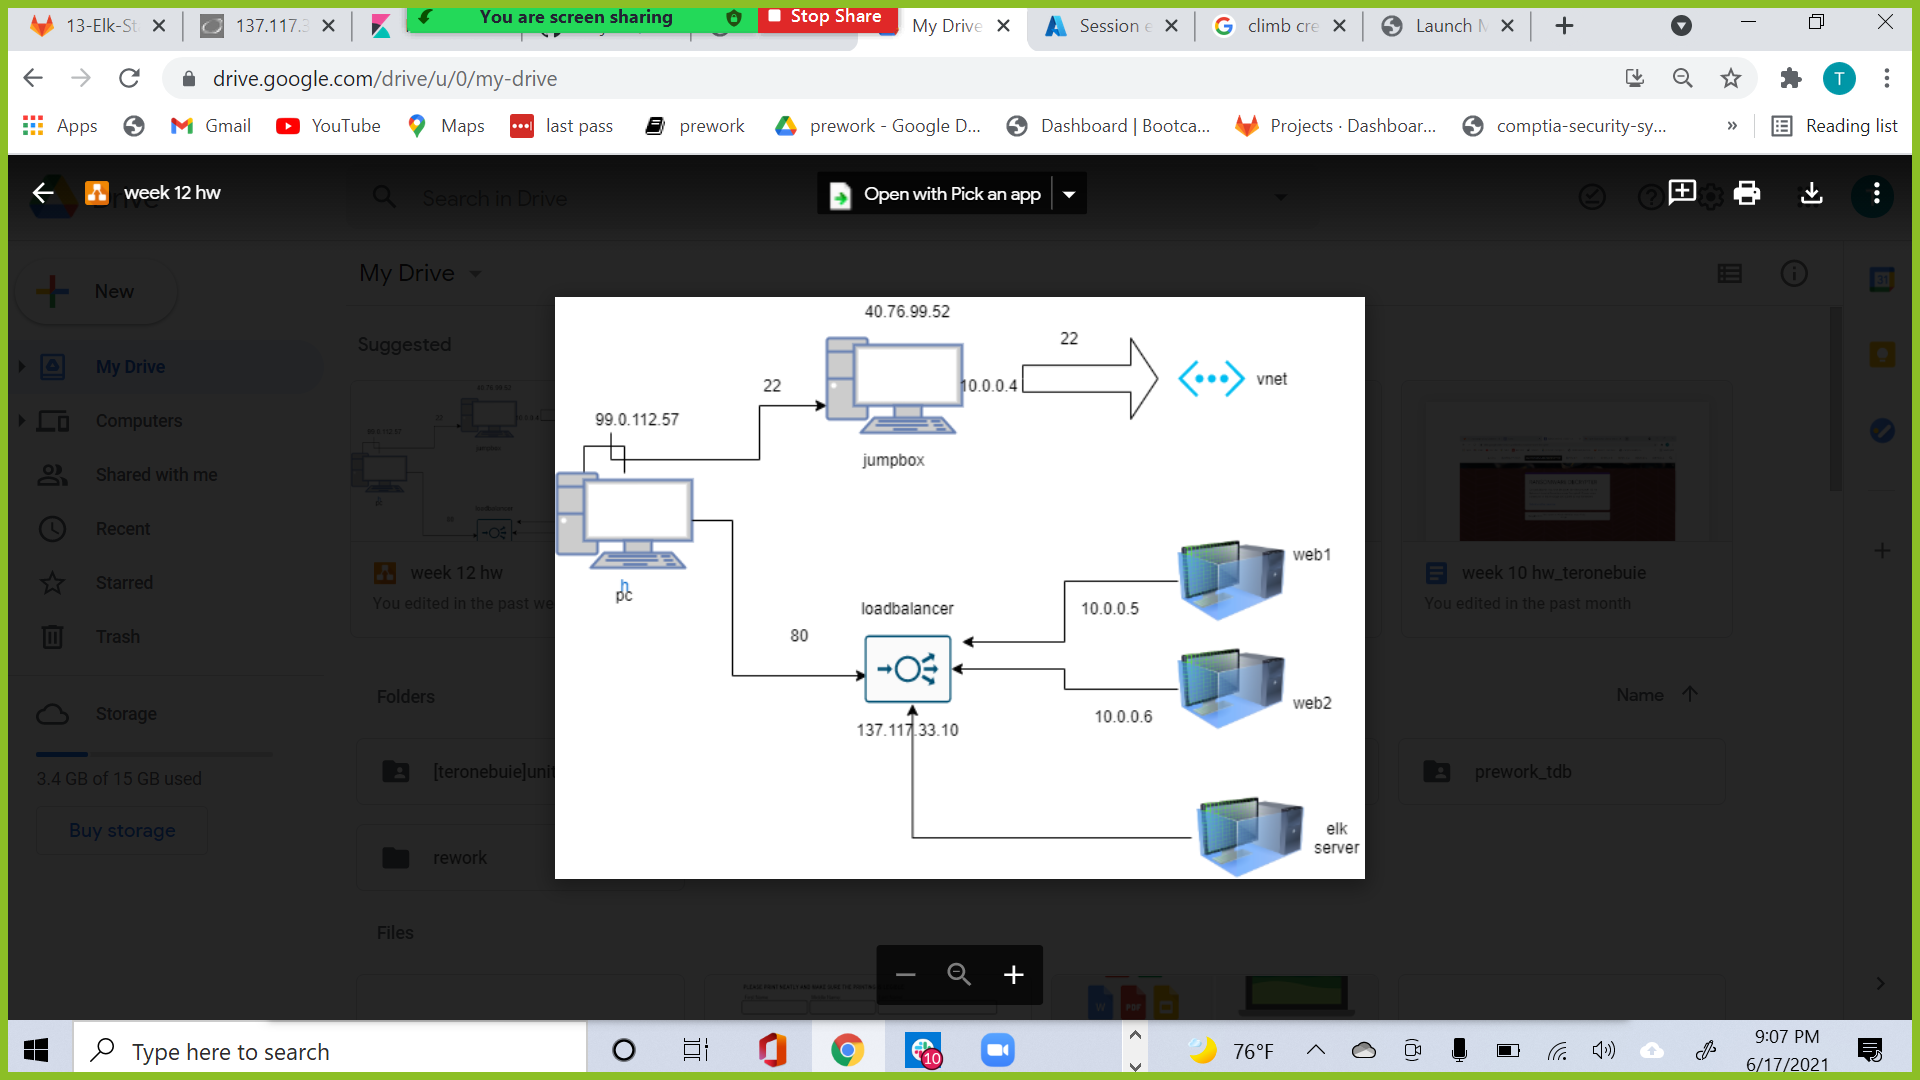 You are screen sharing
Stop Share
13-Elk-St
137.117.3
My Drive
Session e
climb cre
Launch M
drive.google.com/drive/u/0/my-drive
T
Apps
Gmail
YouTube
Maps
last pass
prework
prework - Google D...
Dashboard | Bootca...
Projects · Dashboar...
comptia-security-sy...
»
Reading list
week 12 hw
Open with Pick an app
Search in Drive
New
My Drive
My Drive
Suggested
Computers
Shared with me
Recent
Starred
Trash
Storage
3.4 GB of 15 GB used
Buy storage
week 12 hw
You edited in the past we
week 10 hw_teronebuie
You edited in the past month
Folders
Name
[teronebuie]unit
prework_tdb
rework
Files
40.76.99.52
22
22
10.0.0.4
vnet
99.0.112.57
jumpbox
h
pc
web1
loadbalancer
10.0.0.5
80
web2
10.0.0.6
137.117.33.10
elk
server
W
PDF
Type here to search
10
76°F
9:07 PM
6/17/2021